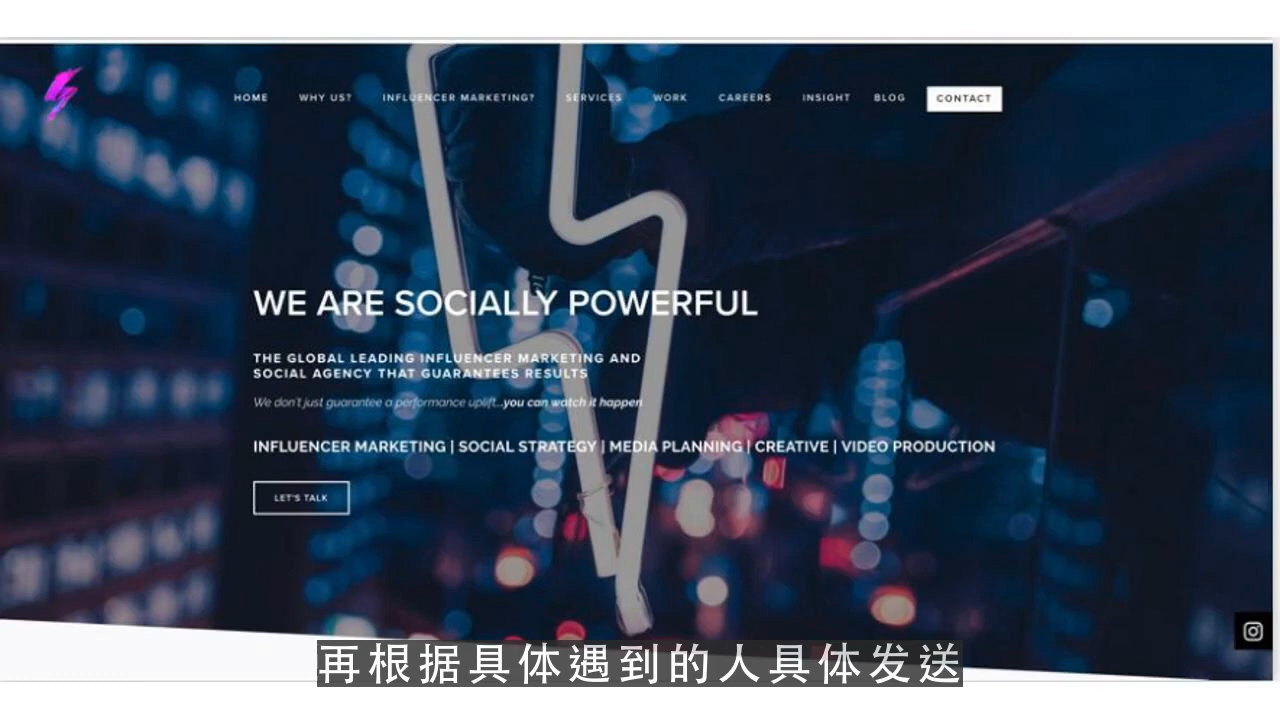 HOME WHY US? INFLUENCER MARKETING? SERVICES WORK CAREERS INSIGHT BLOG CONTACT
WE ARE SOCIALLY POWERFUL
THE GLOBAL LEADING INFLUENCER MARKETING AND
SOCIAL AGENCY THAT GUARANTEES RESULTS
We don't just guarantee a performance uplift...you can watch it happen
INFLUENCER MARKETING | SOCIAL STRATEGY | MEDIA PLANNING | CREATIVE | VIDEO PRODUCTION
LET'S TALK
再根据具体遇到的人具体发送